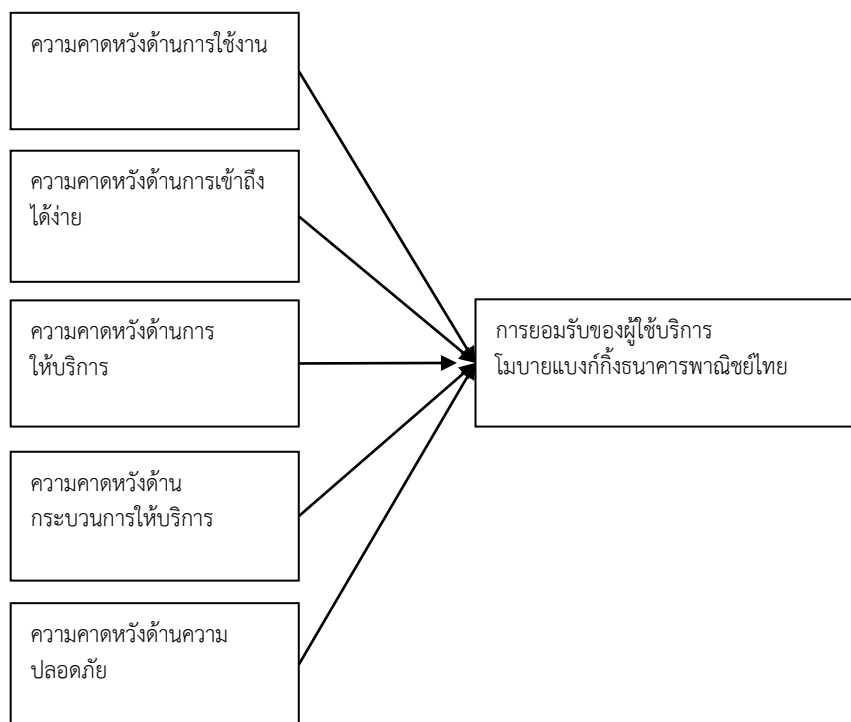 ความคาดหวังด้านการใช้งาน
ความคาดหวังด้านการเข้าถึง
ได้ง่าย
ความคาดหวังด้านการ
ให้บริการ
การยอมรับของผู้ใช้บริการ
โมบายแบงก์กิ้งธนาคารพาณิชย์ไทย
ความคาดหวังด้าน
กระบวนการให้บริการ
ความคาดหวังด้านความ
ปลอดภัย